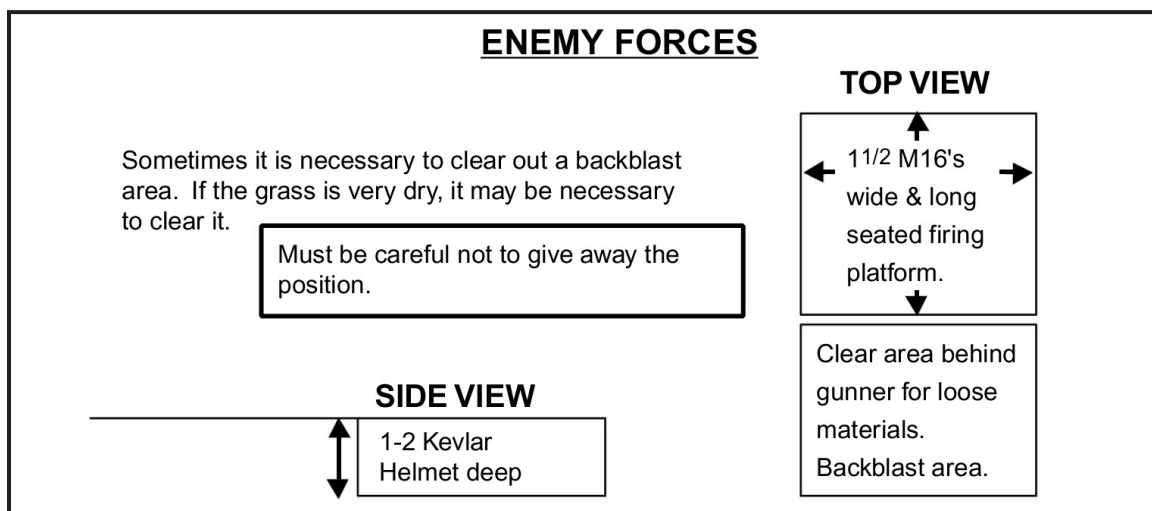 ENEMY FORCES
TOP VIEW
Sometimes it is necessary to clear out a backblast
area. If the grass is very dry, it may be necessary
to clear it.
Must be careful not to give away the
position.
1 1/2 M16's
wide & long
seated firing
platform.
Clear area behind
gunner for loose
materials.
Backblast area.
SIDE VIEW
1-2 Kevlar
Helmet deep